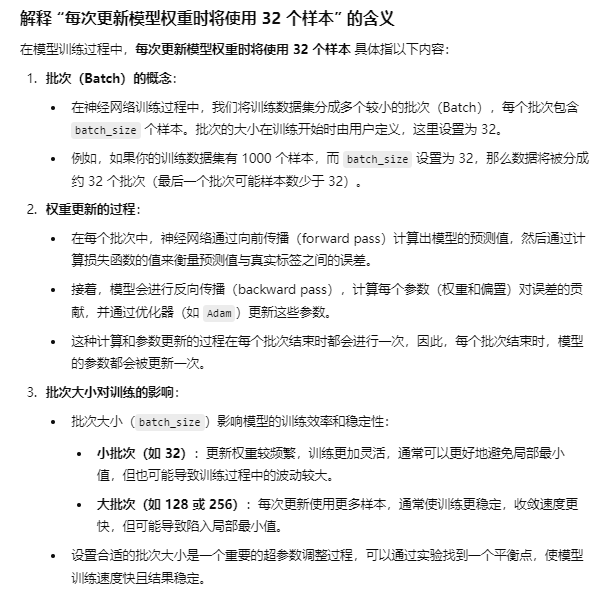 解释 “每次更新模型权重时将使用 32 个样本” 的含义
在模型训练过程中，每次更新模型权重时将使用 32 个样本 具体指以下内容：
1. 批次（Batch）的概念：
• 在神经网络训练过程中，我们将训练数据集分成多个较小的批次（Batch），每个批次包含
batch_size 个样本。批次的大小在训练开始时由用户定义，这里设置为 32。
• 例如，如果你的训练数据集有 1000 个样本，而 batch_size 设置为 32，那么数据将被分成
约 32 个批次（最后一个批次可能样本数少于 32）。
2. 权重更新的过程：
• 在每个批次中，神经网络通过向前传播（forward pass）计算出模型的预测值，然后通过计
算损失函数的值来衡量预测值与真实标签之间的误差。
• 接着，模型会进行反向传播（backward pass），计算每个参数（权重和偏置）对误差的贡
献，并通过优化器（如 Adam）更新这些参数。
• 这种计算和参数更新的过程在每个批次结束时都会进行一次，因此，每个批次结束时，模型
的参数都会被更新一次。
3. 批次大小对训练的影响：
• 批次大小（batch_size）影响模型的训练效率和稳定性：
• 小批次（如 32）：更新权重较频繁，训练更加灵活，通常可以更好地避免局部最小
值，但也可能导致训练过程中的波动较大。
• 大批次（如 128 或 256）：每次更新使用更多样本，通常使训练更稳定，收敛速度更
快，但可能导致陷入局部最小值。
• 设置合适的批次大小是一个重要的超参数调整过程，可以通过实验找到一个平衡点，使模型
训练速度快且结果稳定。